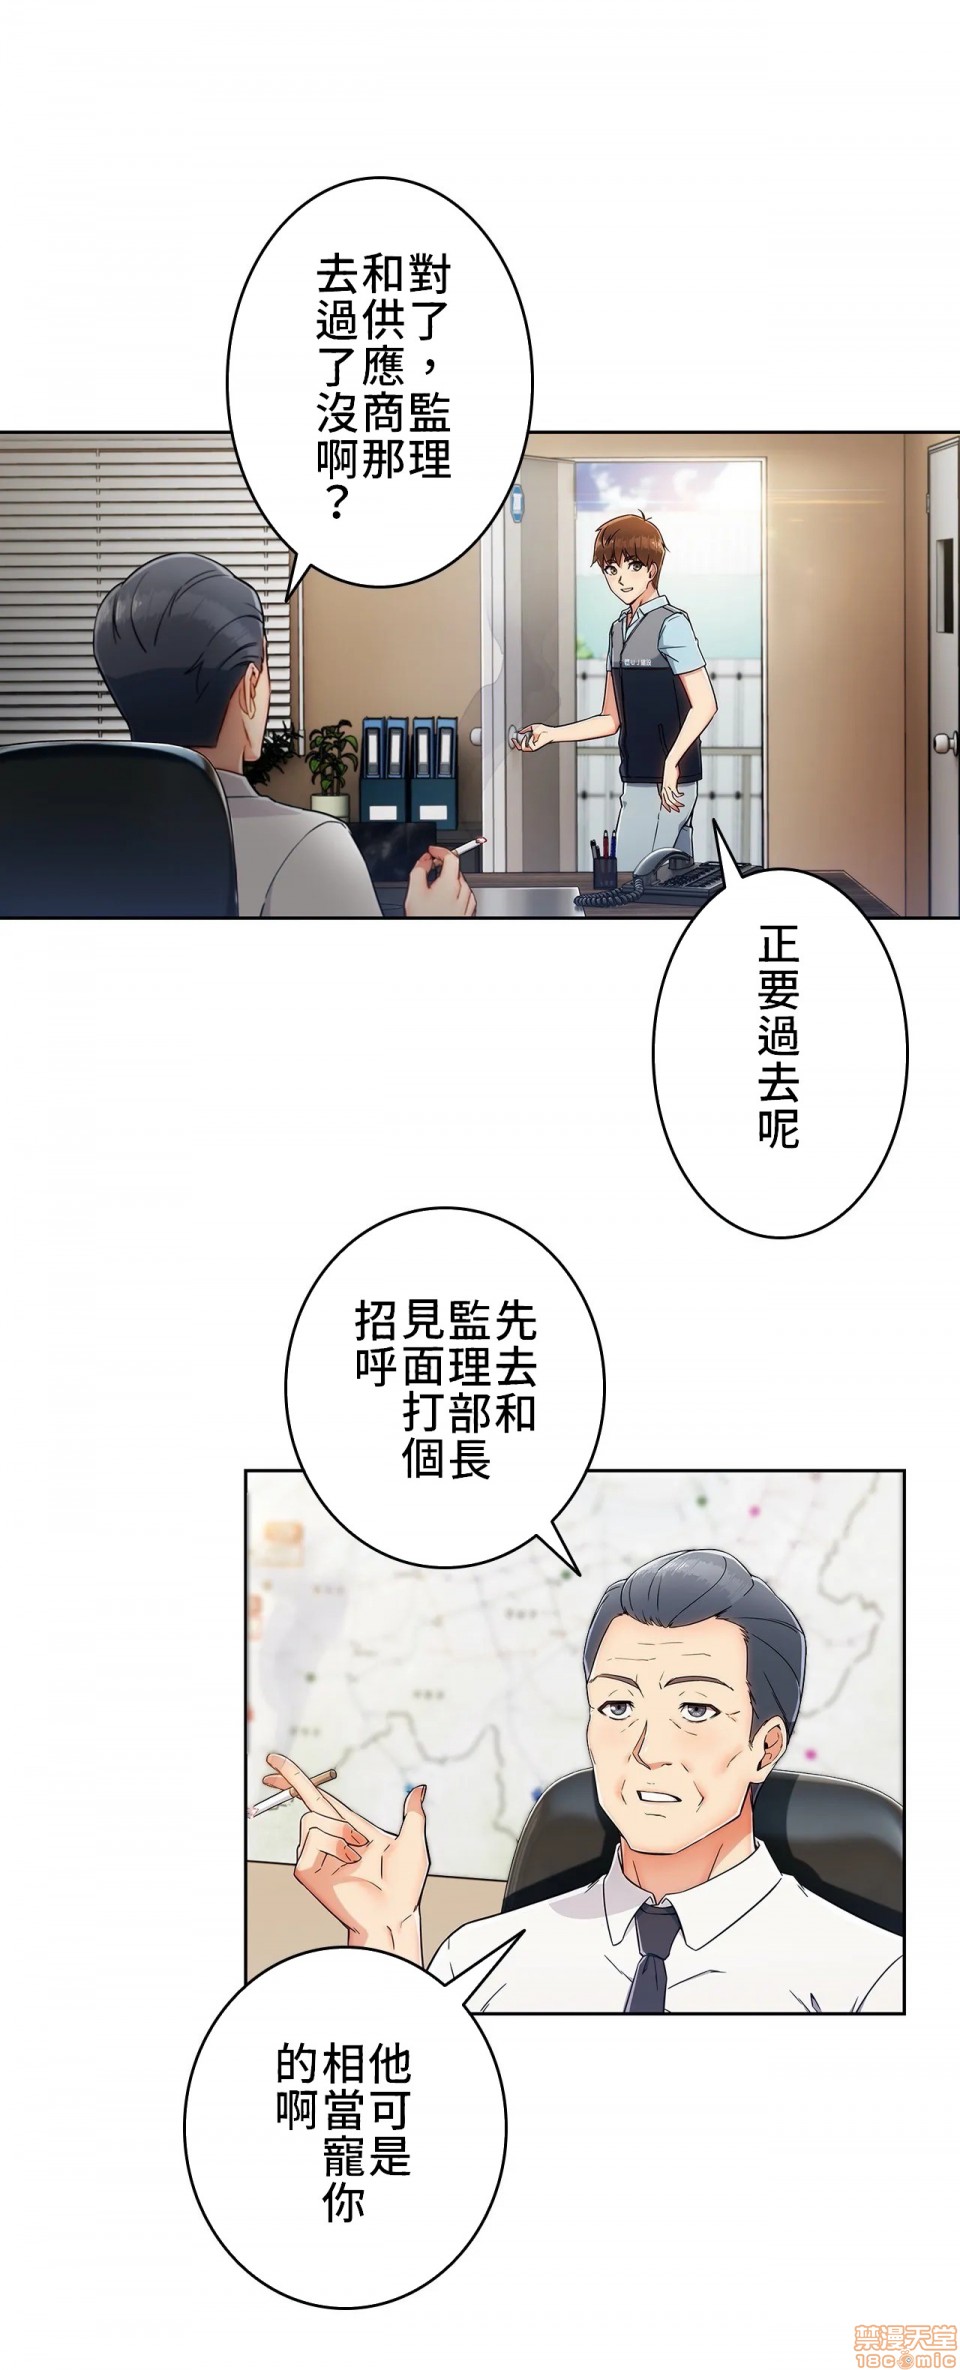 對了，監理
和供應商那
去過了沒啊？
正要過去呢
先去和
監理部長
見面打個
招呼
他可是
相當寵你
的啊
禁漫天堂
18comic